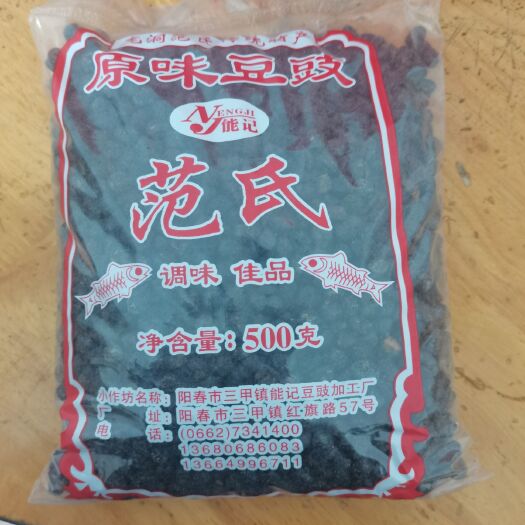 原味豆豉
NENGJI
能记
范氏
调味 佳品
净含量：500克
小作坊名称：阳春市三甲镇能记豆豉加工厂
厂 址：阳春市三甲镇红旗路57号
电 话：(0662)7341400
13680686083
13664996711